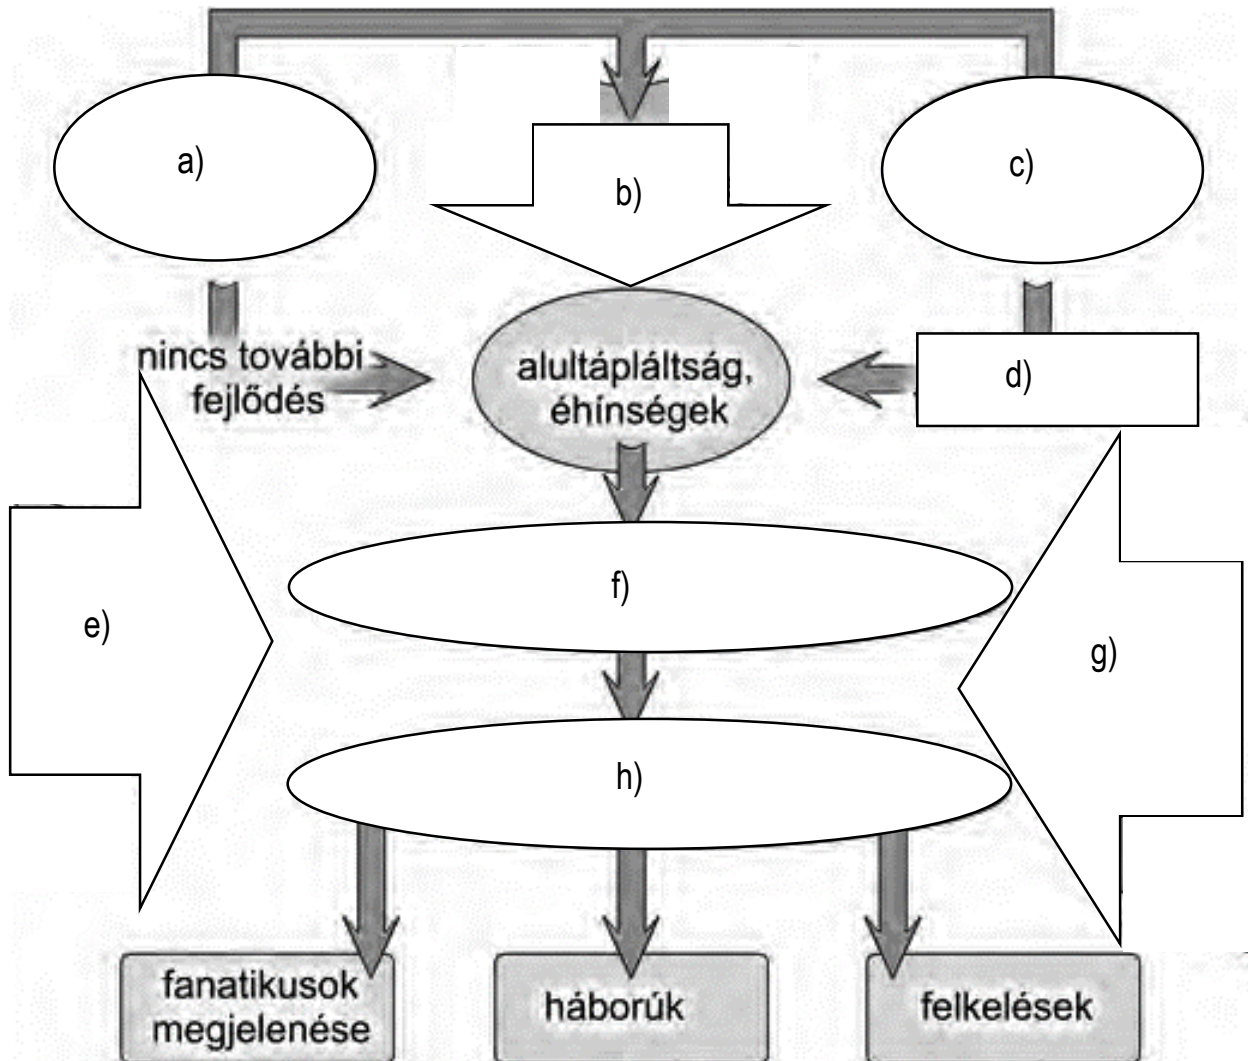 a)
b)
c)
nincs további
fejlődés
alultápláltság,
éhínségek
d)
e)
f)
g)
h)
fanatikusok
megjelenése
háborúk
felkelések